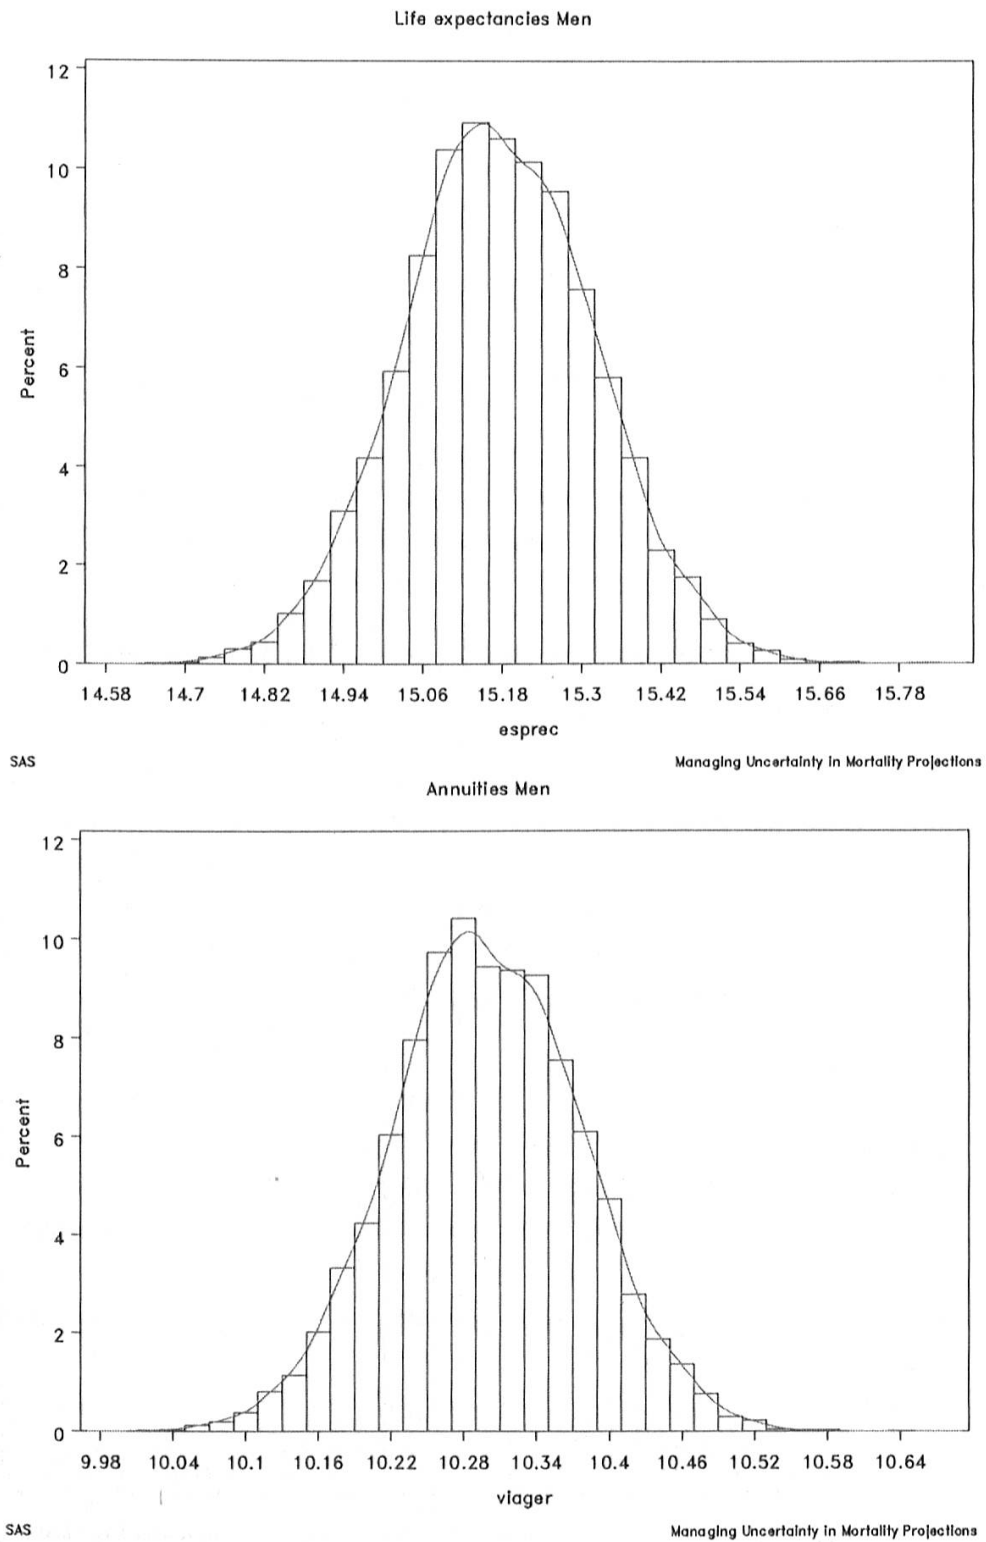 Life expectancies Men
12
10
8
6
4
2
0
Percent
14.58 14.7 14.82 14.94 15.06 15.18 15.3 15.42 15.54 15.66 15.78
esprec
SAS Managing Uncertainty in Mortality Projections
Annuities Men
12
10
8
6
4
2
0
Percent
9.98 10.04 10.1 10.16 10.22 10.28 10.34 10.4 10.46 10.52 10.58 10.64
viager
SAS Managing Uncertainty in Mortality Projections